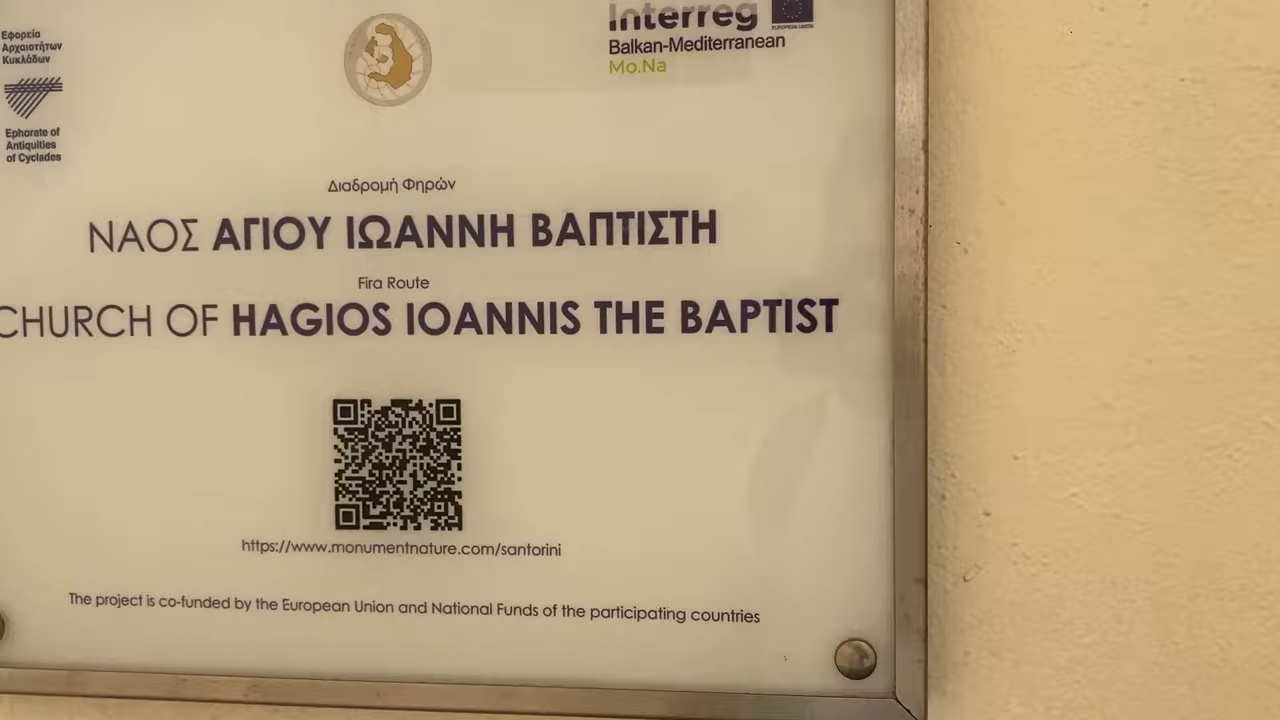 Εφορεία
Αρχαιοτήτων
Κυκλάδων
Ephorate of
Antiquities
of Cyclades
Interreg
EUROPEAN UNION
Balkan-Mediterranean
Mo.Na
Διαδρομή Φηρών
ΝΑΟΣ ΑΓΙΟΥ ΙΩΑΝΝΗ ΒΑΠΤΙΣΤΗ
Fira Route
CHURCH OF HAGIOS IOANNIS THE BAPTIST
https://www.monumentnature.com/santorini
The project is co-funded by the European Union and National Funds of the participating countries